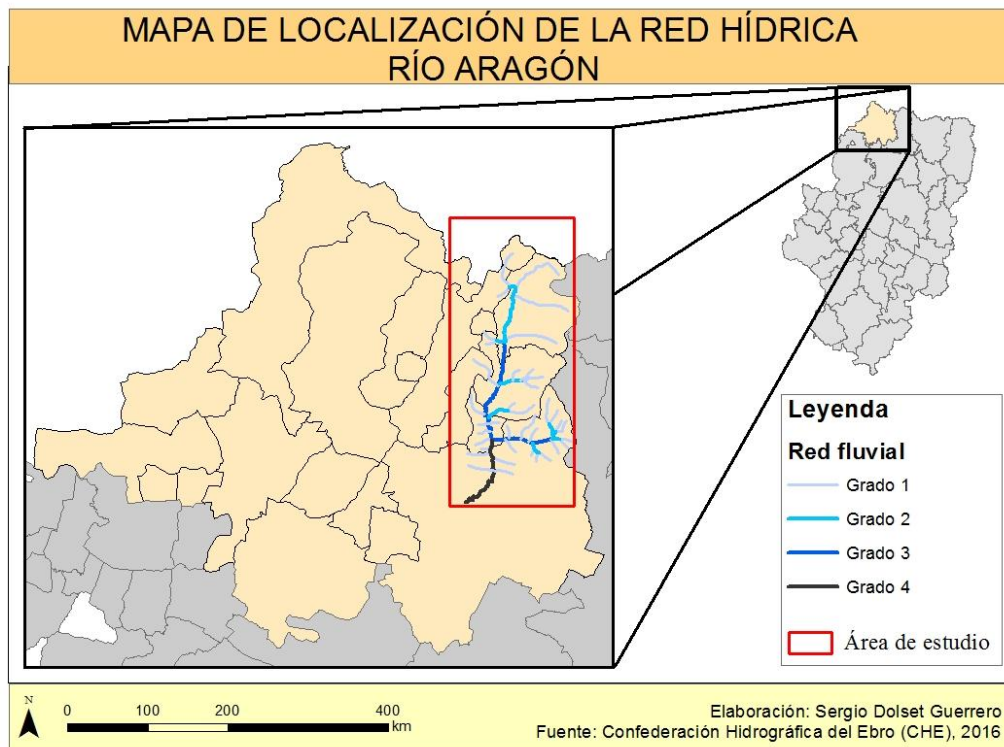 MAPA DE LOCALIZACIÓN DE LA RED HÍDRICA
RÍO ARAGÓN
Leyenda
Red fluvial
Grado 1
Grado 2
Grado 3
Grado 4
Área de estudio
N
0 100 200 400
km
Elaboración: Sergio Dolset Guerrero
Fuente: Confederación Hidrográfica del Ebro (CHE), 2016